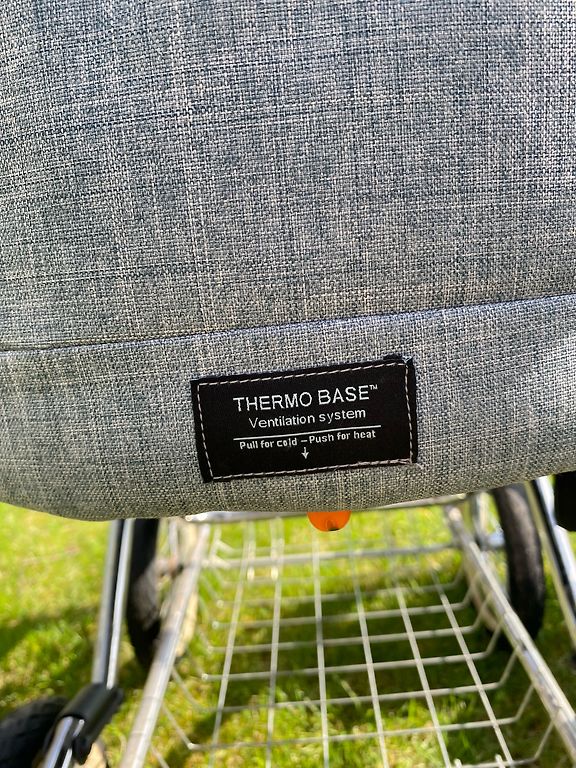 THERMO BASE™
Ventilation system
Pull for cold – Push for heat
↓